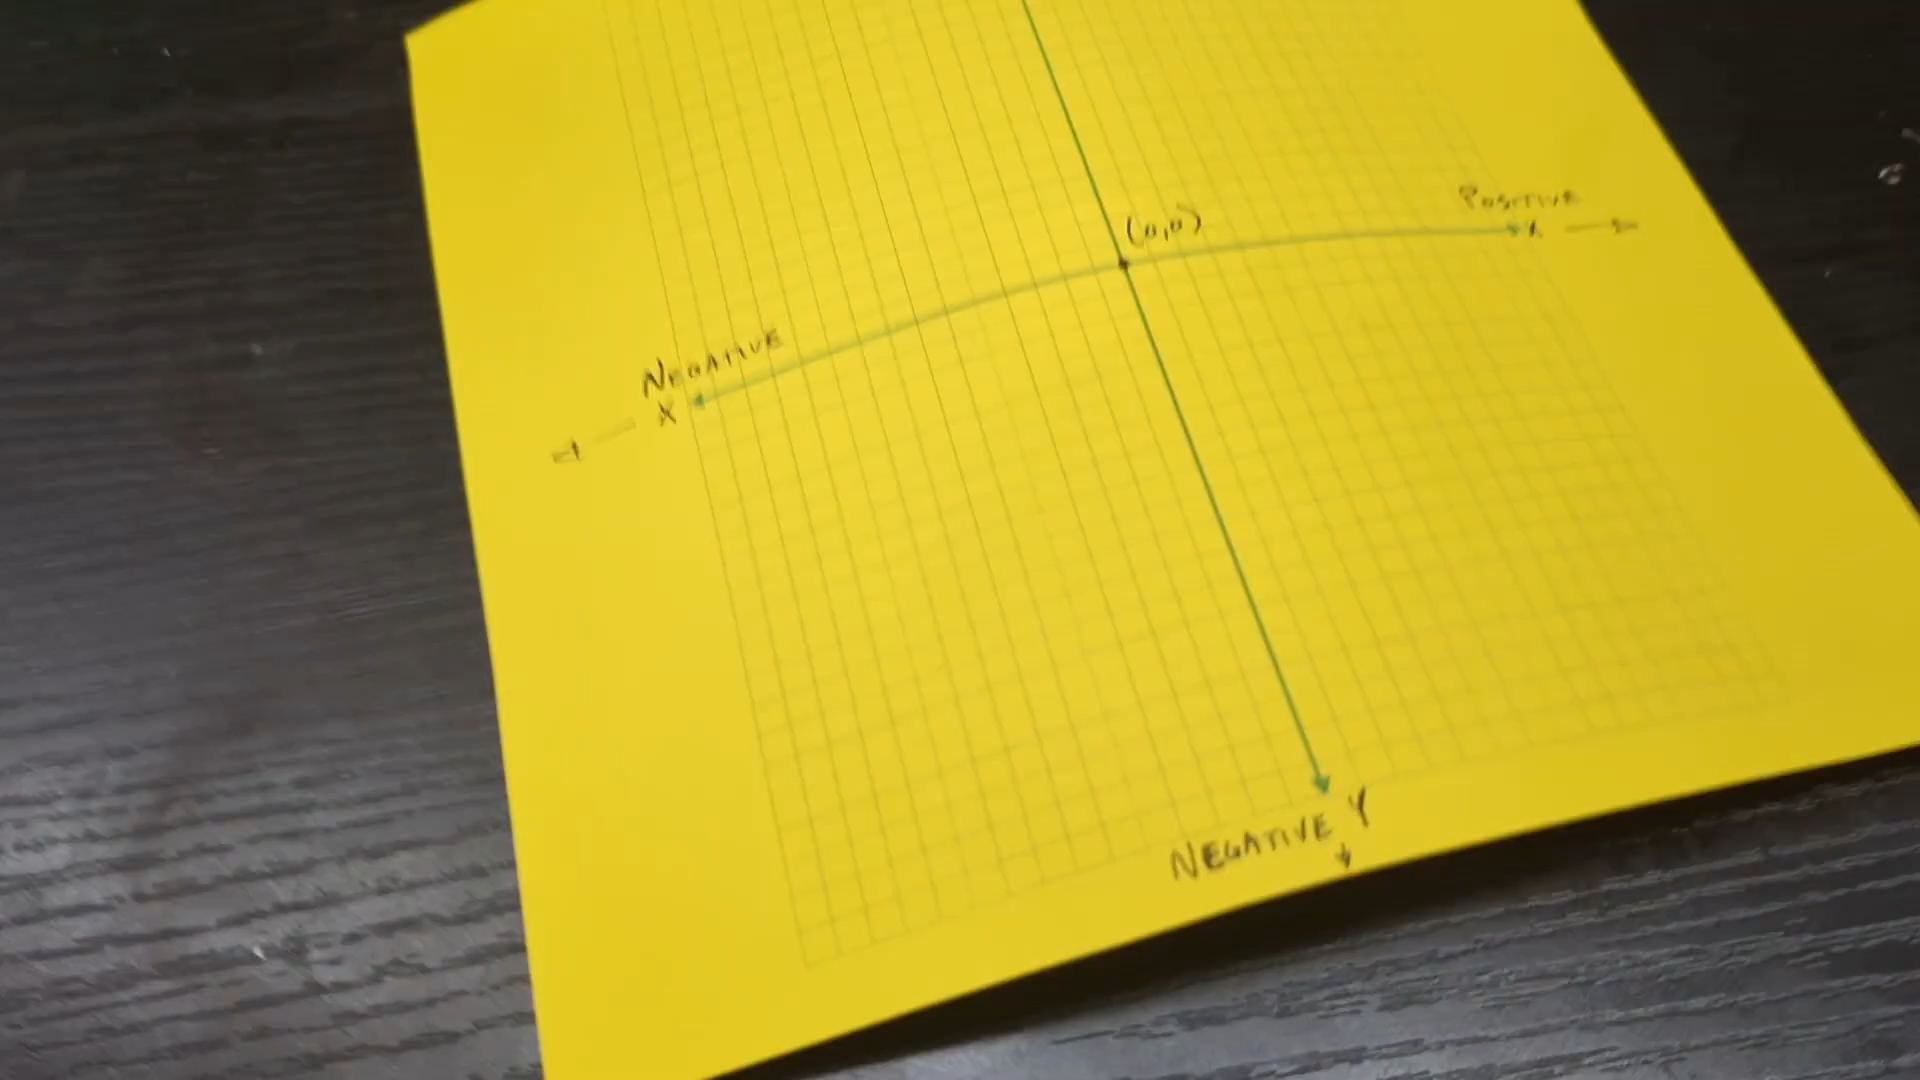 (0,0)
POSITIVE
X
NEGATIVE
X
NEGATIVE Y